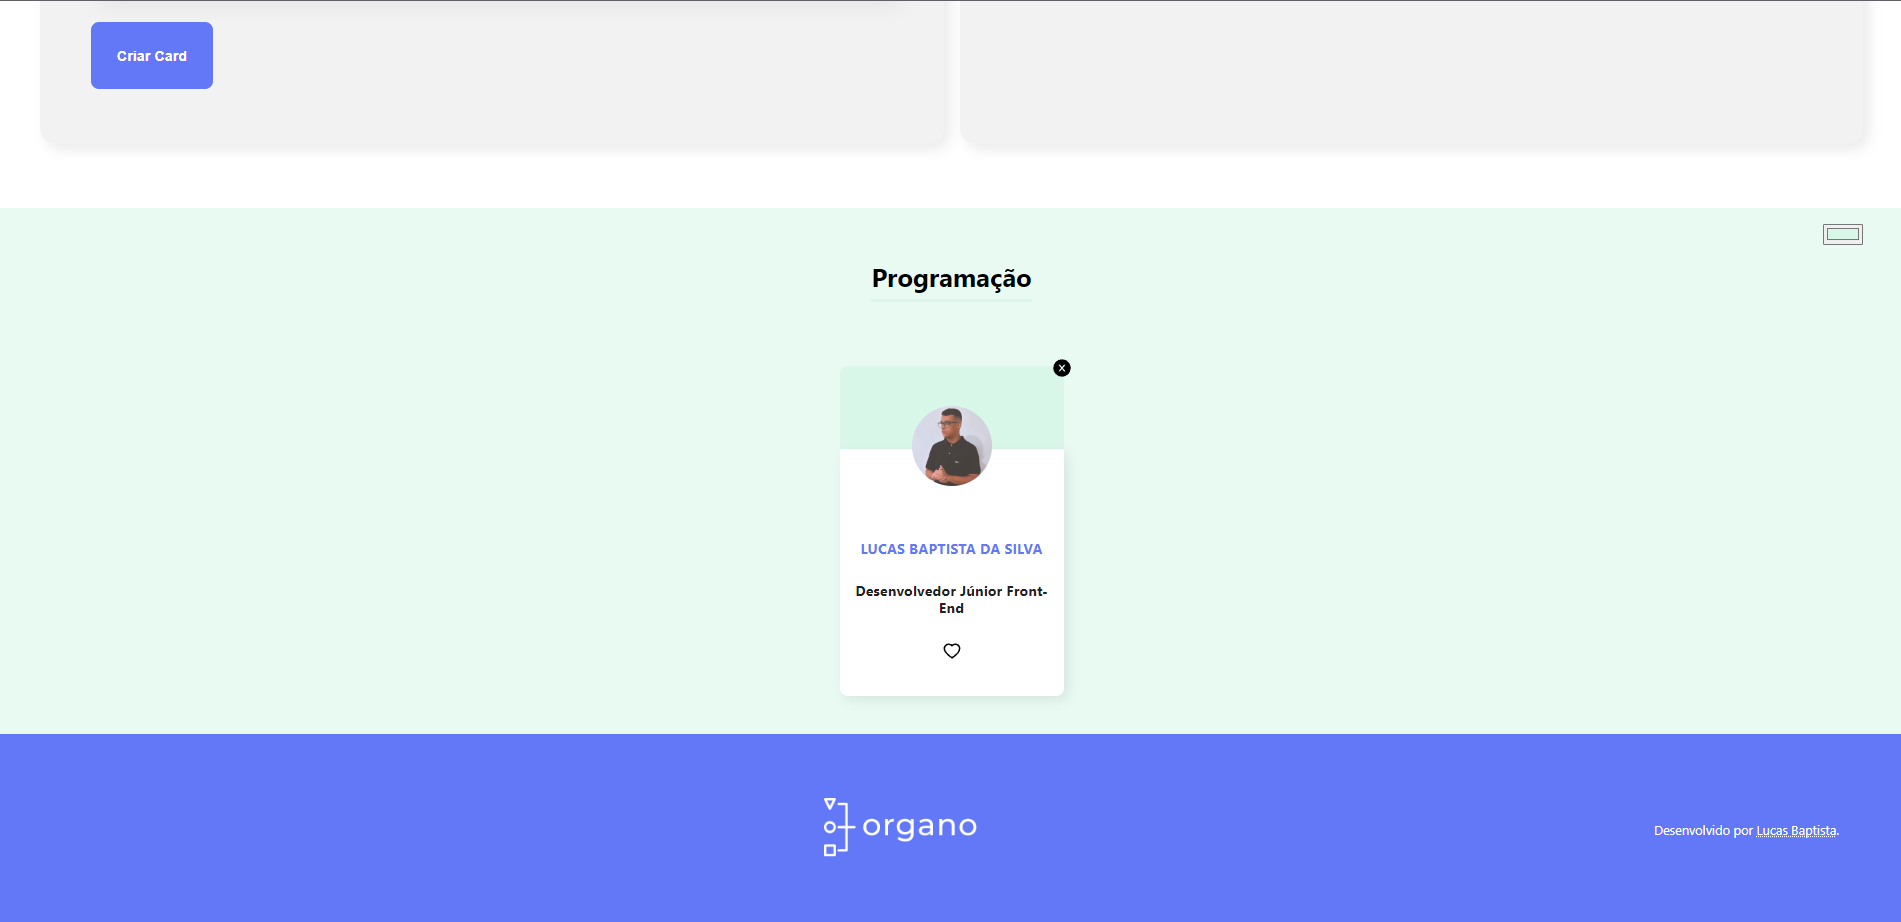 Criar Card
Programação
X
LUCAS BAPTISTA DA SILVA
Desenvolvedor Júnior Front-
End
organo
Desenvolvido por Lucas Baptista.